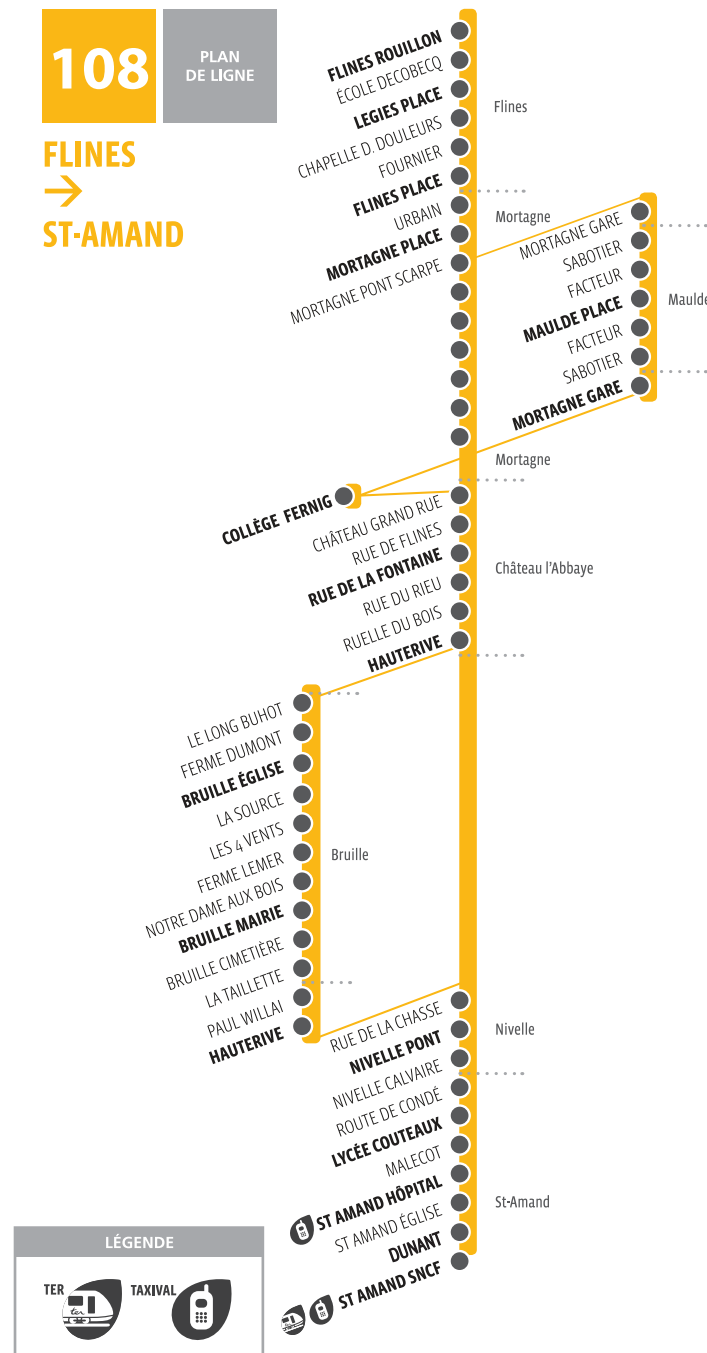 108
PLAN
DE LIGNE
FLINES
→
ST-AMAND
FLINES ROUILLON
ÉCOLE DECOBECQ
LEGIES PLACE
CHAPELLE D. DOULEURS
FOURNIER
FLINES PLACE
URBAIN
MORTAGNE PLACE
MORTAGNE PONT SCARPE
Flines
Mortagne
MORTAGNE GARE
SABOTIER
FACTEUR
MAULDE PLACE
FACTEUR
SABOTIER
MORTAGNE GARE
Maulde
Mortagne
COLLÈGE FERNIG
CHÂTEAU GRAND RUE
RUE DE FLINES
RUE DE LA FONTAINE
RUE DU RIEU
RUELLE DU BOIS
HAUTERIVE
Château l'Abbaye
LE LONG BUHOT
FERME DUMONT
BRUILLE ÉGLISE
LA SOURCE
LES 4 VENTS
FERME LEMER
NOTRE DAME AUX BOIS
BRUILLE MAIRIE
BRUILLE CIMETIÈRE
LA TAILLETTE
PAUL WILLAI
HAUTERIVE
Bruille
RUE DE LA CHASSE
NIVELLE PONT
NIVELLE CALVAIRE
Nivelle
ROUTE DE CONDÉ
LYCÉE COUTEAUX
MALECOT
ST AMAND HÔPITAL
ST AMAND ÉGLISE
DUNANT
ST AMAND SNCF
St-Amand
LÉGENDE
TER
ter
TAXIVAL